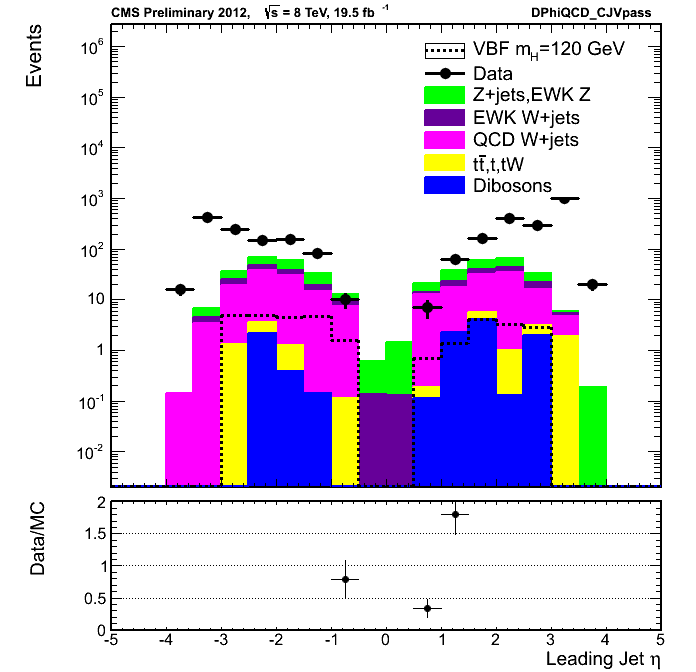 CMS Preliminary 2012, √s = 8 TeV, 19.5 fb⁻¹ DPhiQCD_CJVpass
Events
10⁶
10⁵
10⁴
10³
10²
10
1
10⁻¹
10⁻²
VBF m_H=120 GeV
Data
Z+jets,EWK Z
EWK W+jets
QCD W+jets
tt̄,t,tW
Dibosons
Data/MC
2
1.5
1
0.5
0
-5 -4 -3 -2 -1 0 1 2 3 4 5
Leading Jet η